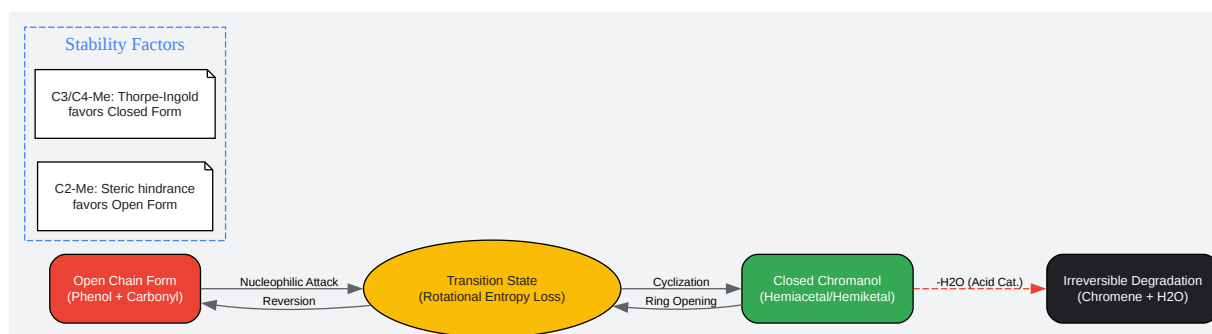 Stability Factors
C3/C4-Me: Thorpe-Ingold
favors Closed Form
C2-Me: Steric hindrance
favors Open Form
Open Chain Form
(Phenol + Carbonyl)
Nucleophilic Attack
Reversion
Transition State
(Rotational Entropy Loss)
Cyclization
Ring Opening
Closed Chromanol
(Hemiacetal/Hemiketal)
-H2O (Acid Cat.)
Irreversible Degradation
(Chromene + H2O)